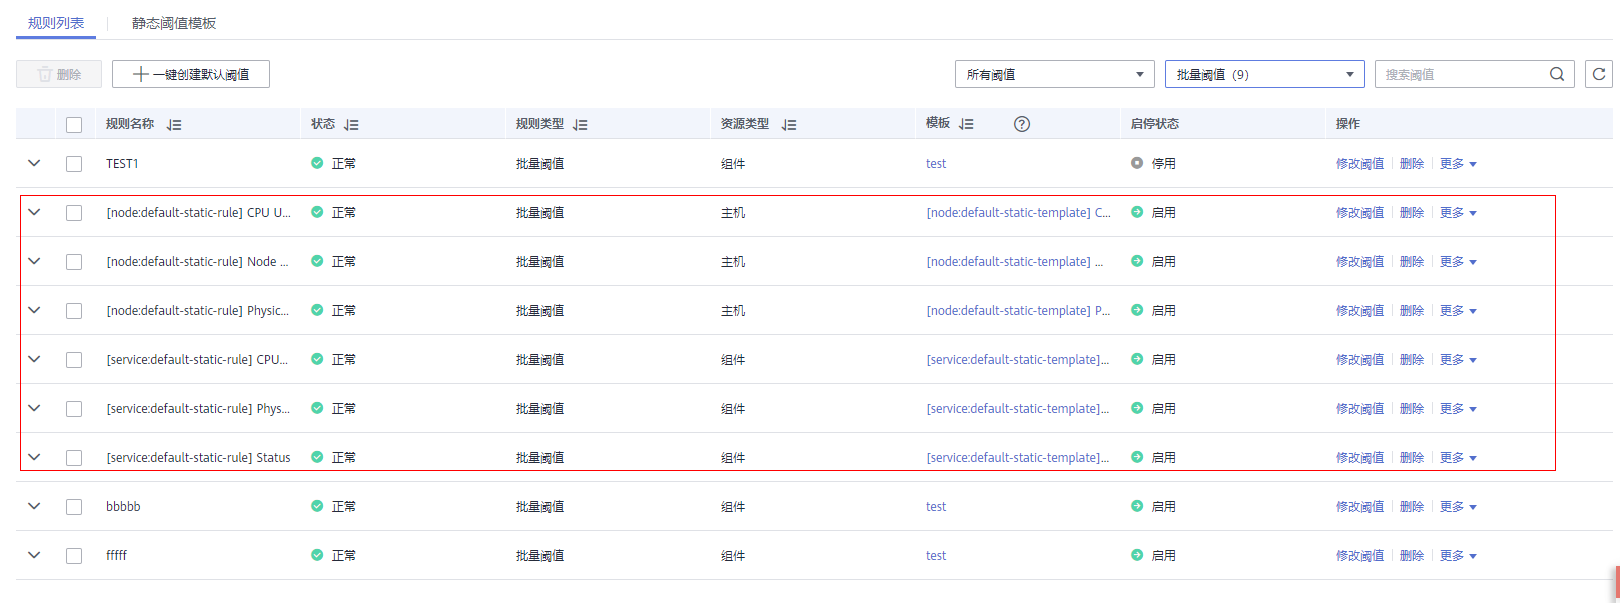 规则列表 静态阈值模板
删除 一键创建默认阈值 所有阈值 批量阈值（9） 搜索阈值
规则名称 状态 规则类型 资源类型 模板 启停状态 操作
TEST1 正常 批量阈值 组件 test 停用 修改阈值 删除 更多
[node:default-static-rule] CPU U... 正常 批量阈值 主机 [node:default-static-template] C... 启用 修改阈值 删除 更多
[node:default-static-rule] Node ... 正常 批量阈值 主机 [node:default-static-template] ... 启用 修改阈值 删除 更多
[node:default-static-rule] Physic... 正常 批量阈值 主机 [node:default-static-template] P... 启用 修改阈值 删除 更多
[service:default-static-rule] CPU... 正常 批量阈值 组件 [service:default-static-template]... 启用 修改阈值 删除 更多
[service:default-static-rule] Phys... 正常 批量阈值 组件 [service:default-static-template]... 启用 修改阈值 删除 更多
[service:default-static-rule] Status 正常 批量阈值 组件 [service:default-static-template]... 启用 修改阈值 删除 更多
bbbbb 正常 批量阈值 组件 test 启用 修改阈值 删除 更多
fffff 正常 批量阈值 组件 test 启用 修改阈值 删除 更多